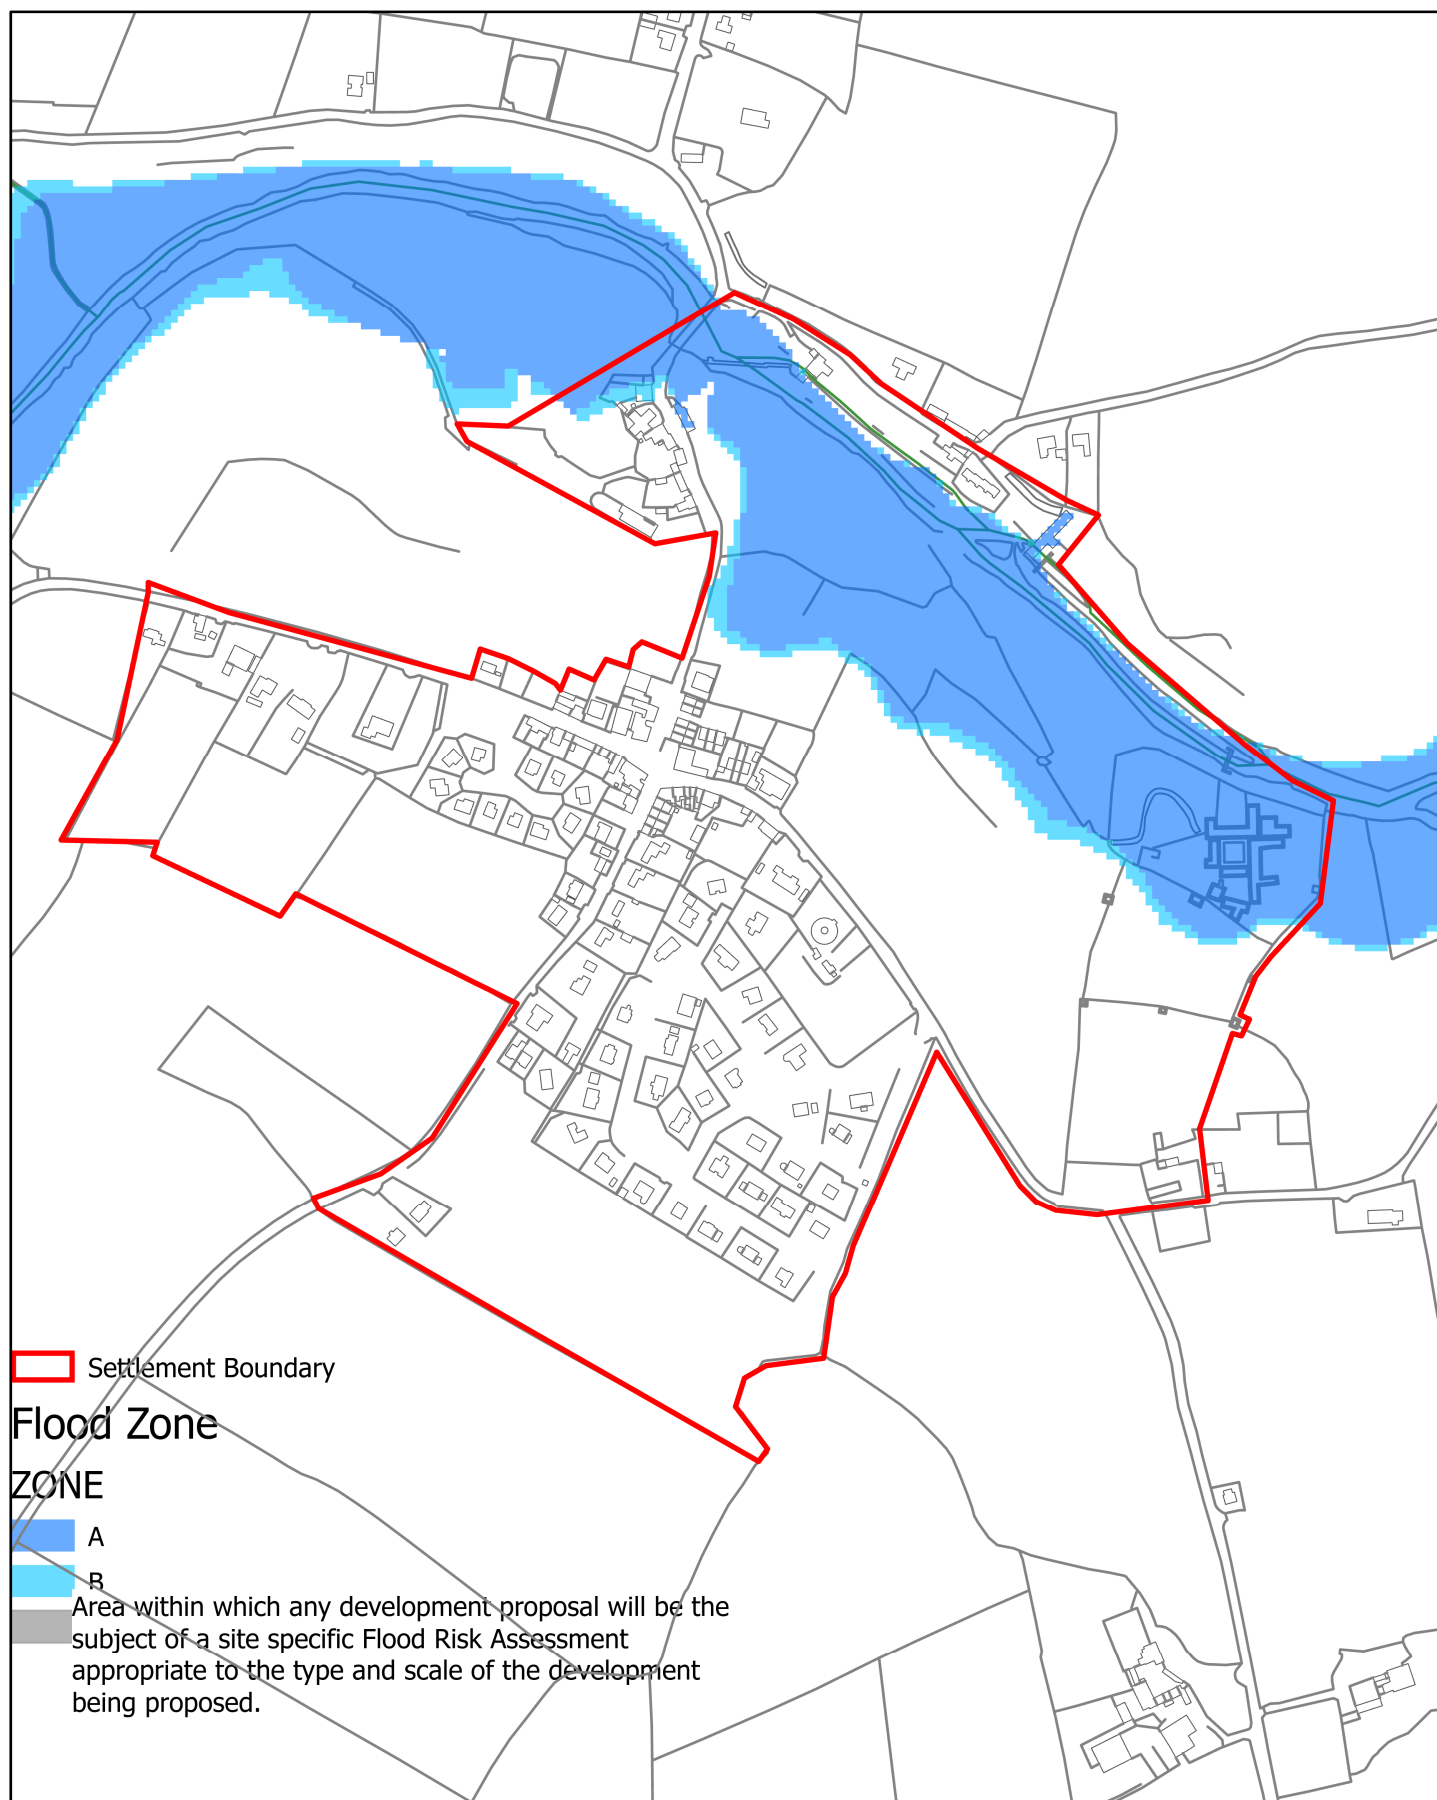 Settlement Boundary
Flood Zone
ZONE
A
B
Area within which any development proposal will be the
subject of a site specific Flood Risk Assessment
appropriate to the type and scale of the development
being proposed.